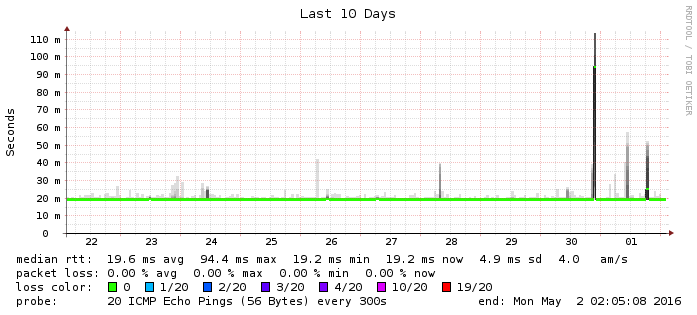 Last 10 Days
RRDTOOL / TOBI OETIKER
Seconds
110 m
100 m
90 m
80 m
70 m
60 m
50 m
40 m
30 m
20 m
10 m
0
22 23 24 25 26 27 28 29 30 01
median rtt: 19.6 ms avg 94.4 ms max 19.2 ms min 19.2 ms now 4.9 ms sd 4.0 am/s
packet loss: 0.00 % avg 0.00 % max 0.00 % min 0.00 % now
loss color: 0 1/20 2/20 3/20 4/20 10/20 19/20
probe: 20 ICMP Echo Pings (56 Bytes) every 300s end: Mon May 2 02:05:08 2016